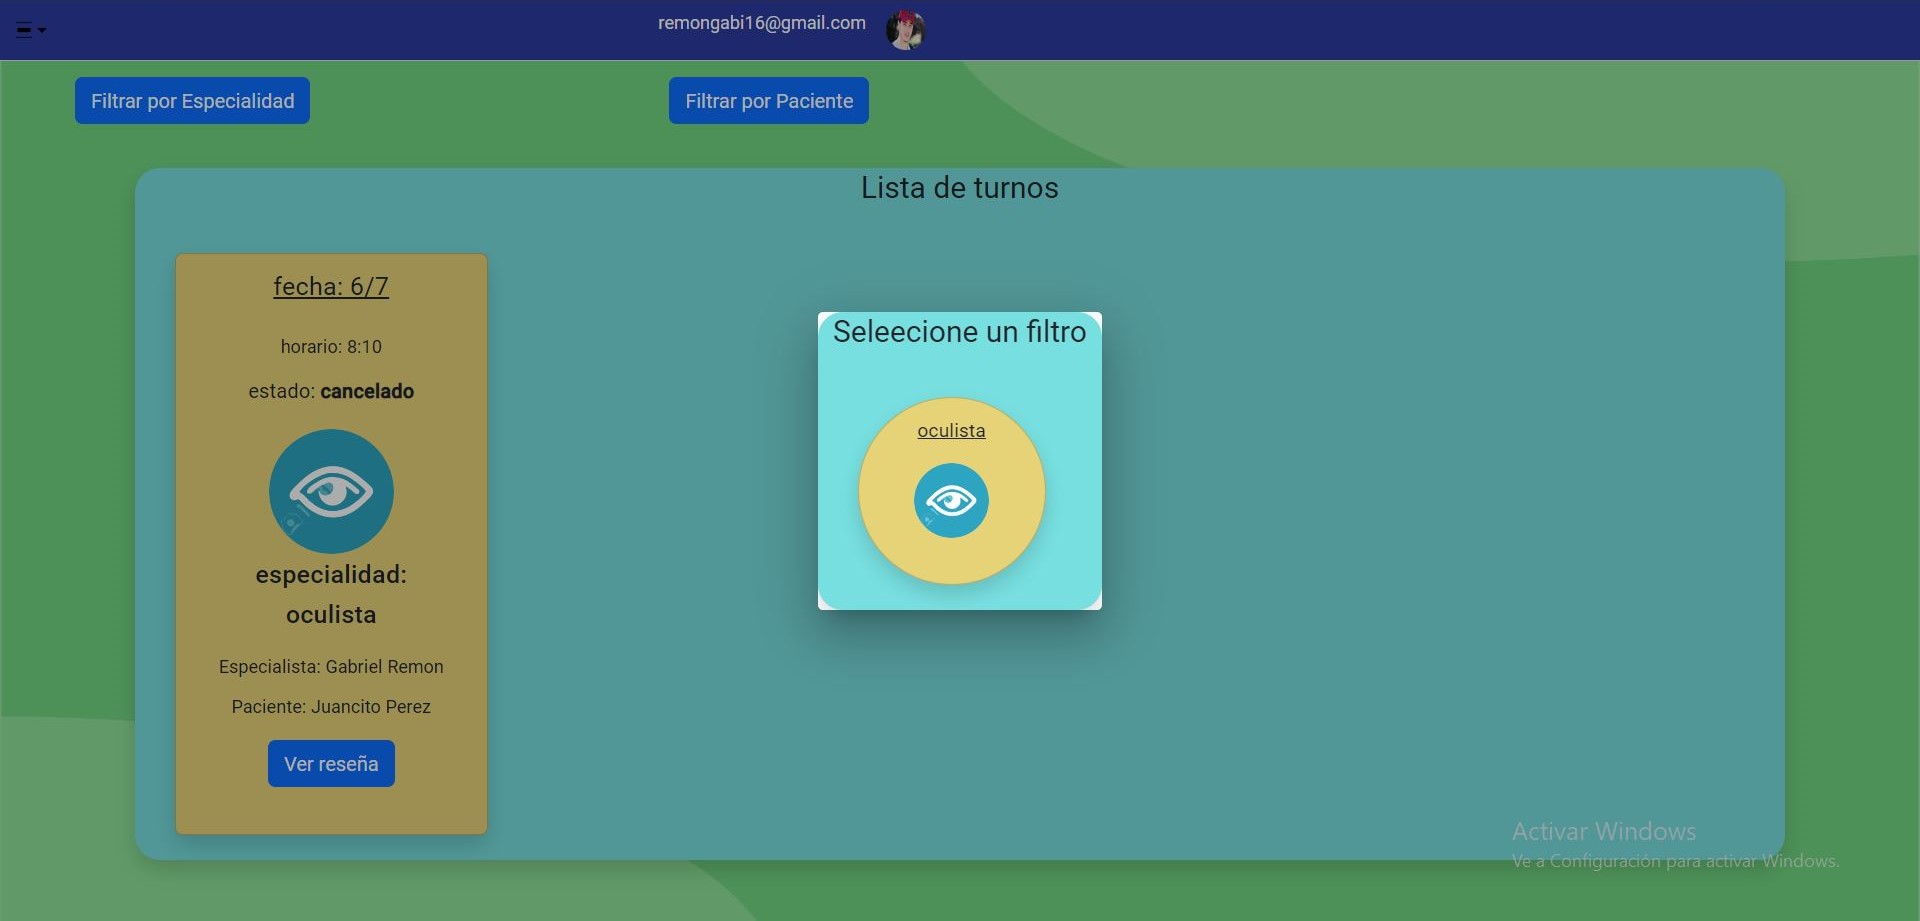 remongabi16@gmail.com
Filtrar por Especialidad
Filtrar por Paciente
Lista de turnos
fecha: 6/7
horario: 8:10
estado: cancelado
especialidad:
oculista
Especialista: Gabriel Remon
Paciente: Juancito Perez
Ver reseña
Seleecione un filtro
oculista
Activar Windows
Ve a Configuración para activar Windows.